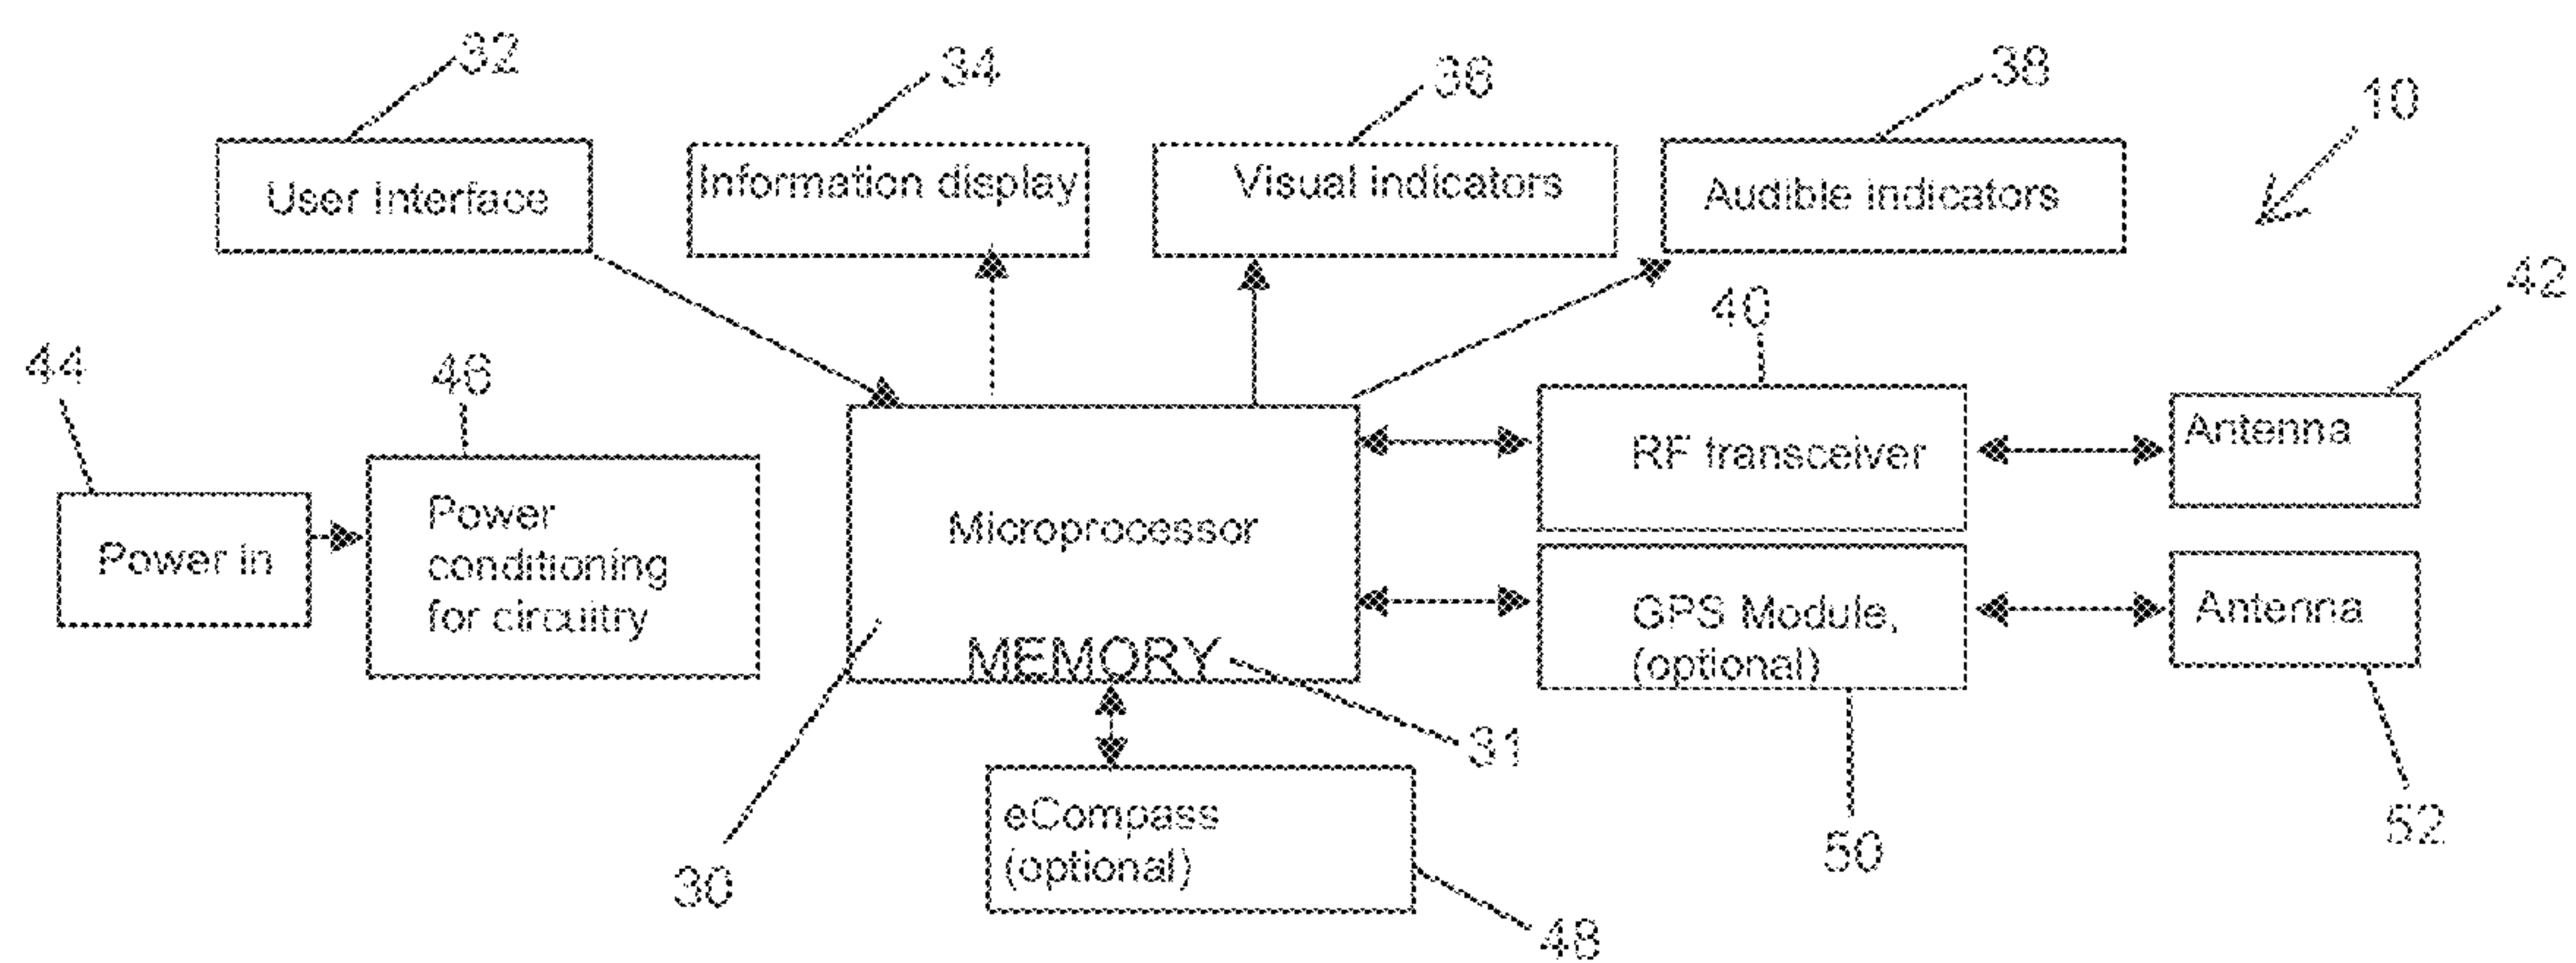 32
34
36
38
10
User Interface
Information display
Visual indicators
Audible indicators
42
40
44
46
Antenna
RF transceiver
Power in
Power
conditioning
for circuitry
Microprocessor
MEMORY
GPS Module,
(optional)
Antenna
31
eCompass
(optional)
30
50
52
48